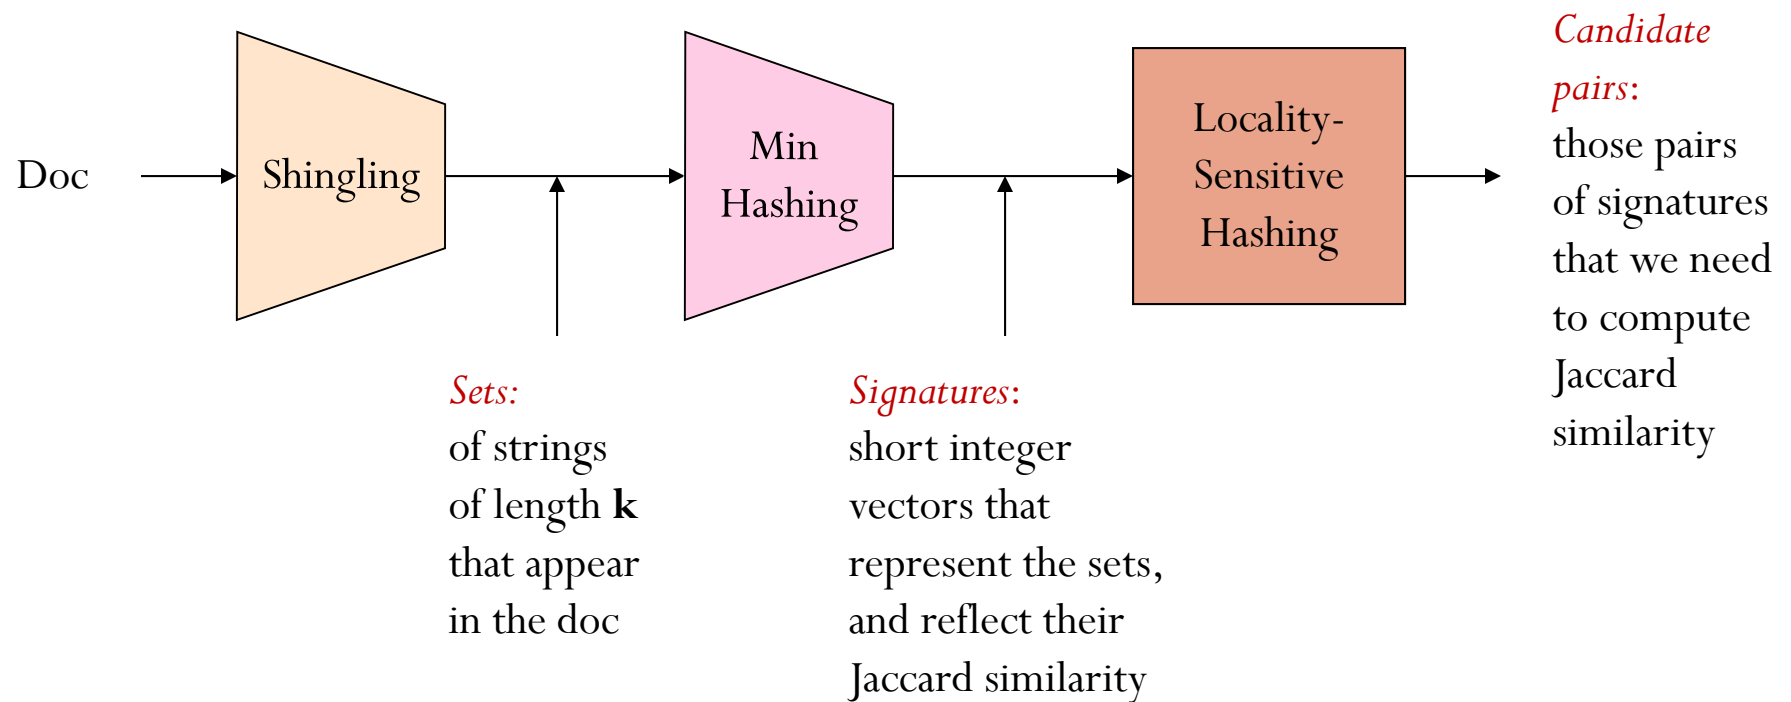 Doc
Shingling
Min
Hashing
Locality-
Sensitive
Hashing
Candidate
pairs:
those pairs
of signatures
that we need
to compute
Jaccard
similarity
Sets:
of strings
of length k
that appear
in the doc
Signatures:
short integer
vectors that
represent the sets,
and reflect their
Jaccard similarity